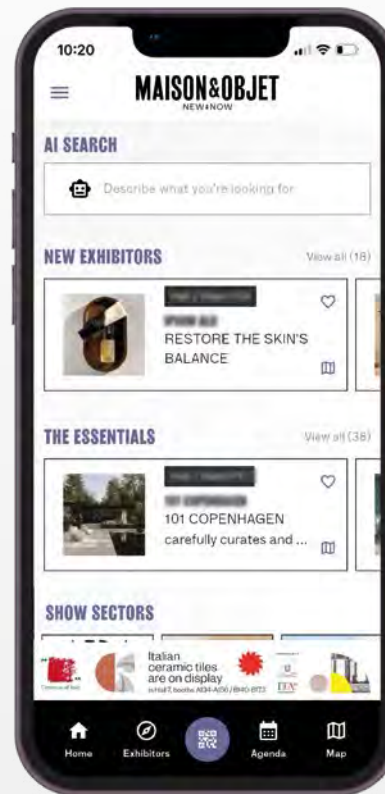 10:20
MAISON&OBJET
NEW NOW
AI SEARCH
Describe what you're looking for
NEW EXHIBITORS
View all (18)
RESTORE THE SKIN'S
BALANCE
THE ESSENTIALS
View all (38)
101 COPENHAGEN
101 COPENHAGEN
carefully curates and ...
SHOW SECTORS
Italian
ceramic tiles
are on display
Home
Exhibitors
Agenda
Map